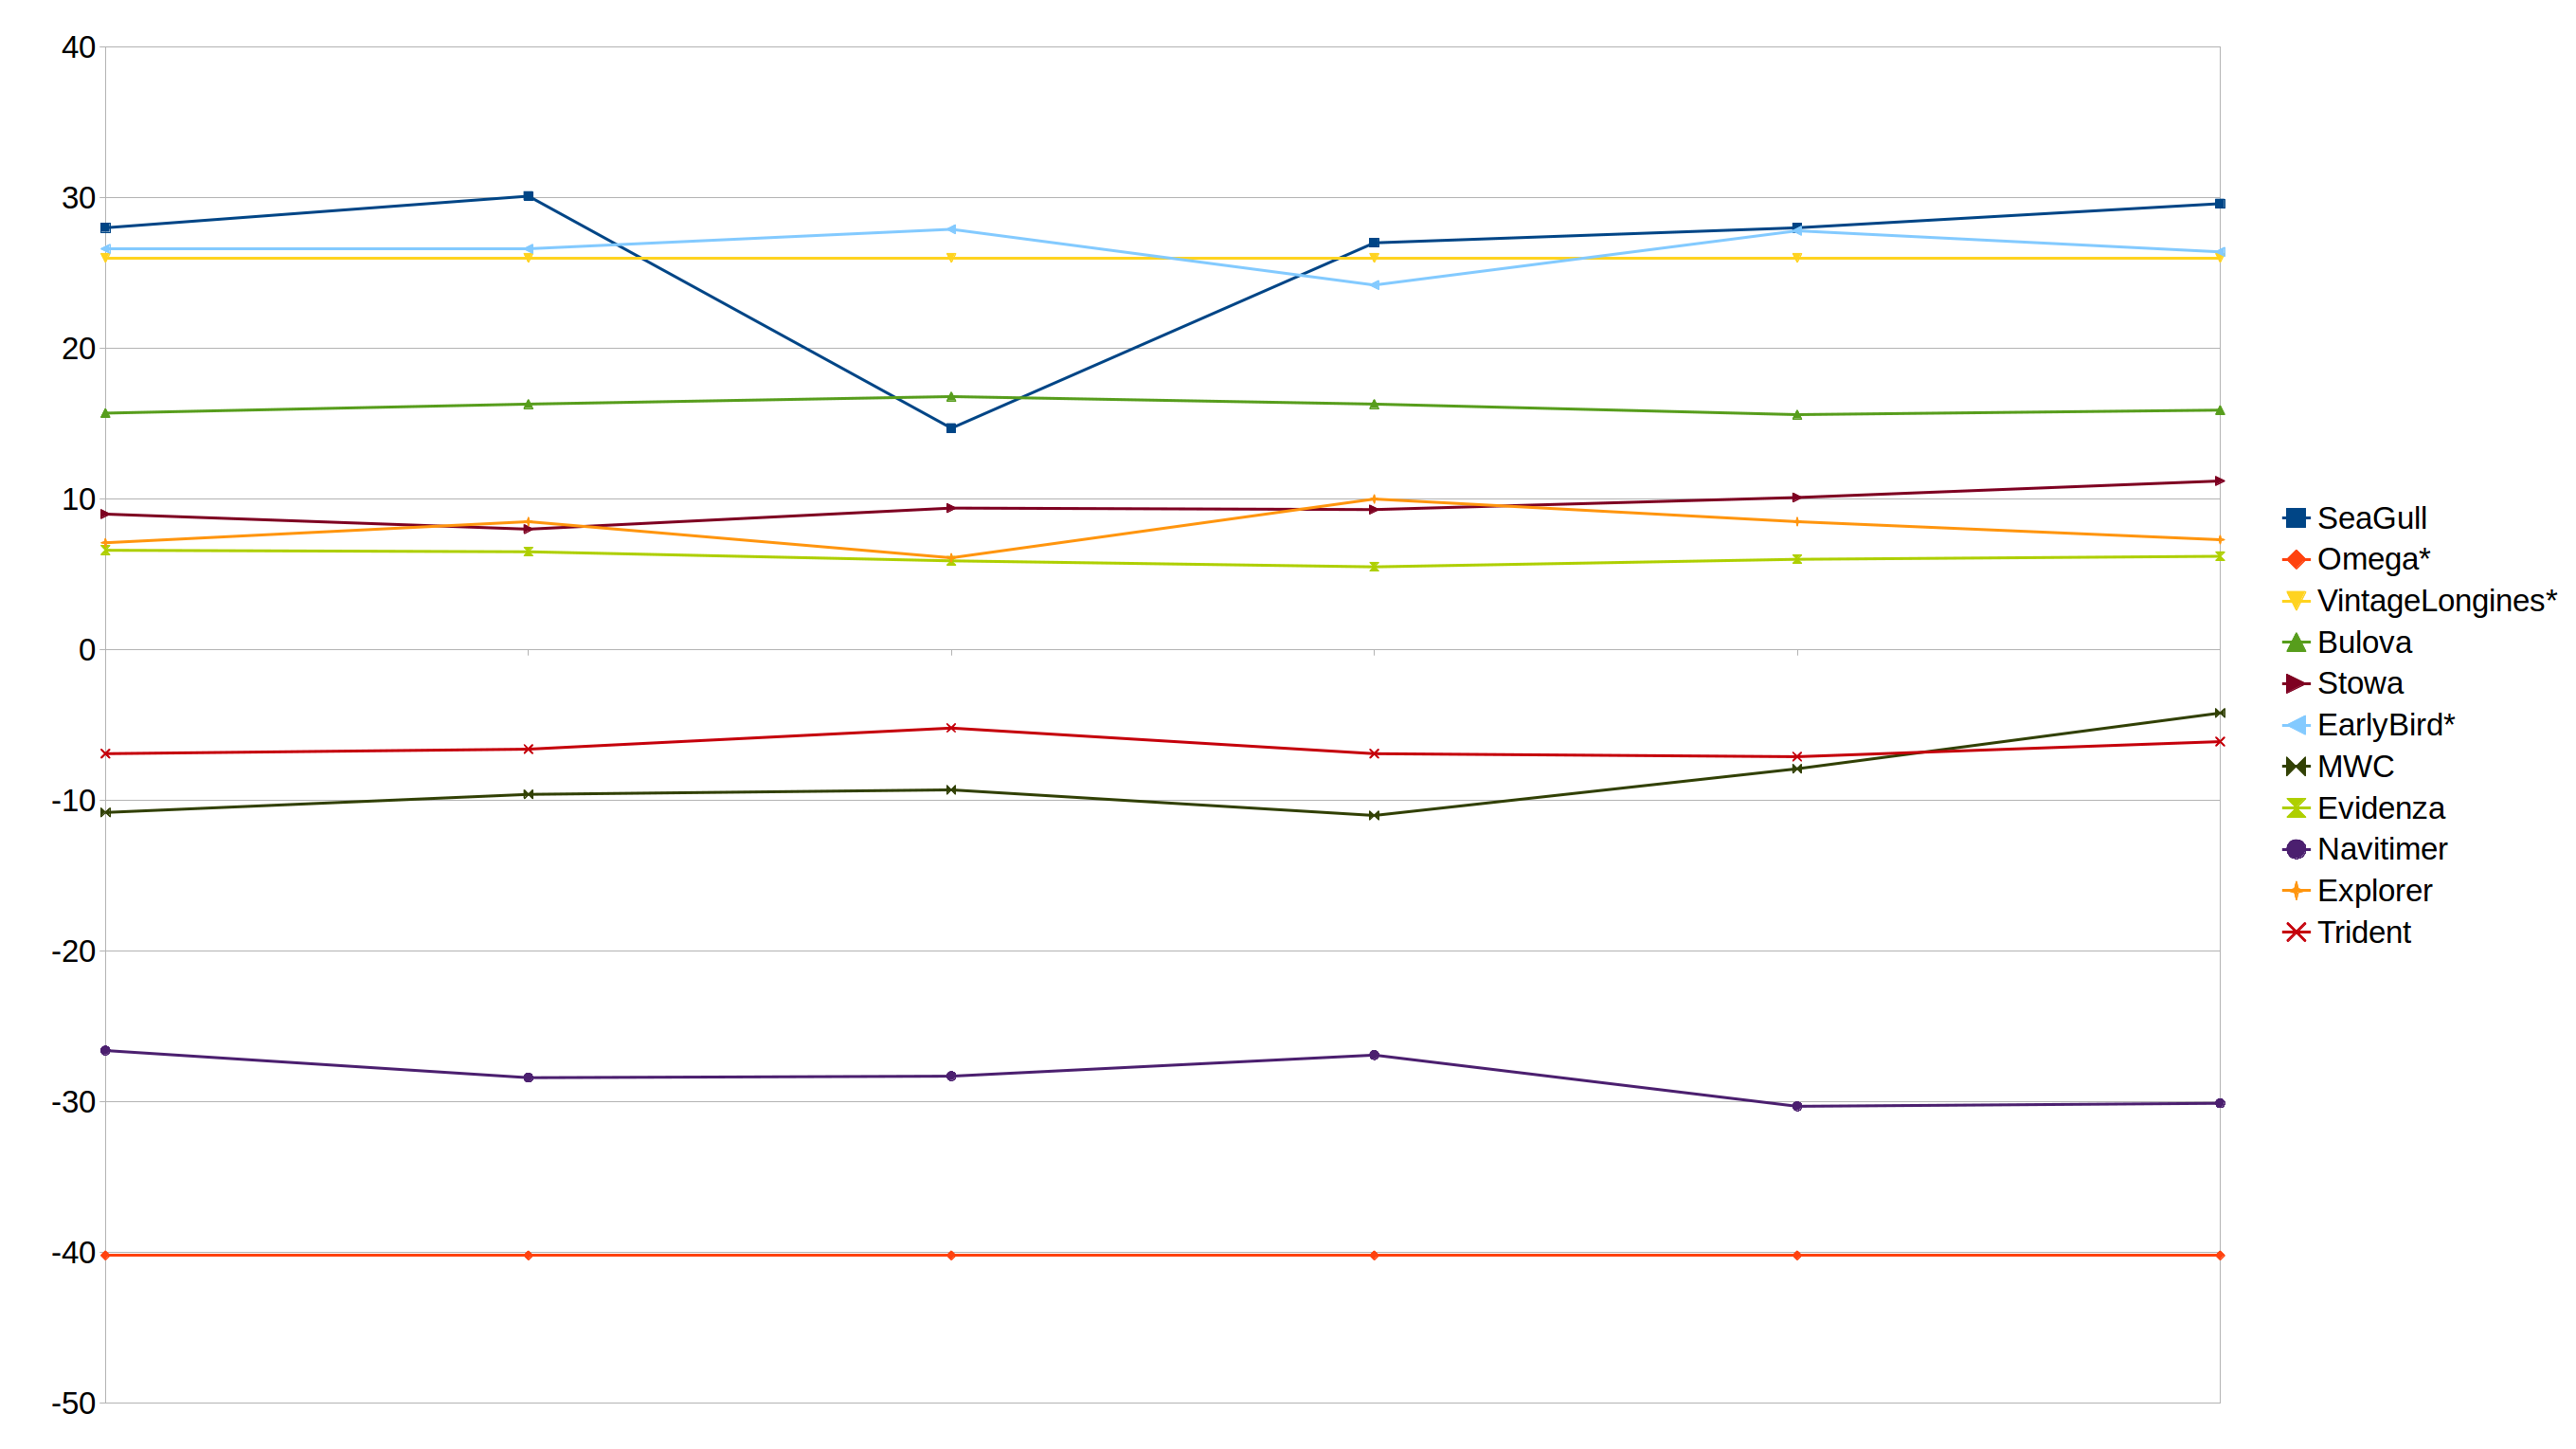 40
30
20
10
0
-10
-20
-30
-40
-50
SeaGull
Omega*
VintageLongines*
Bulova
Stowa
EarlyBird*
MWC
Evidenza
Navitimer
Explorer
Trident